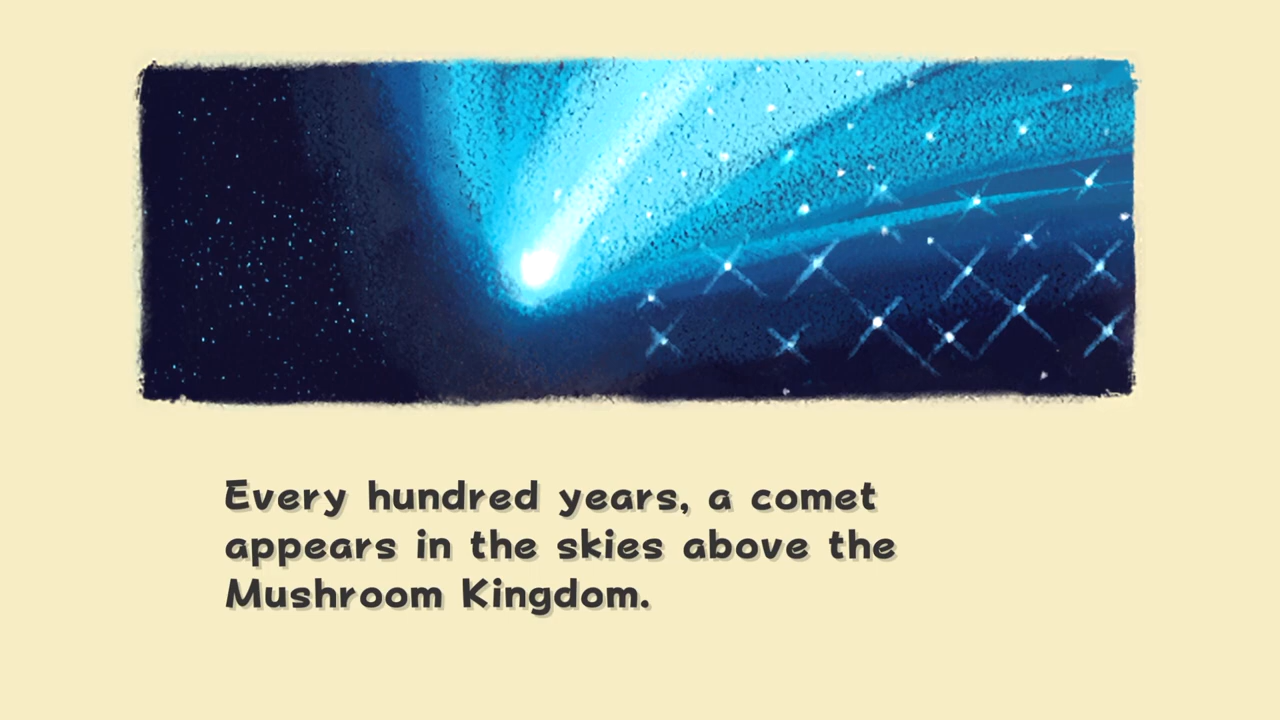 Every hundred years, a comet
appears in the skies above the
Mushroom Kingdom.